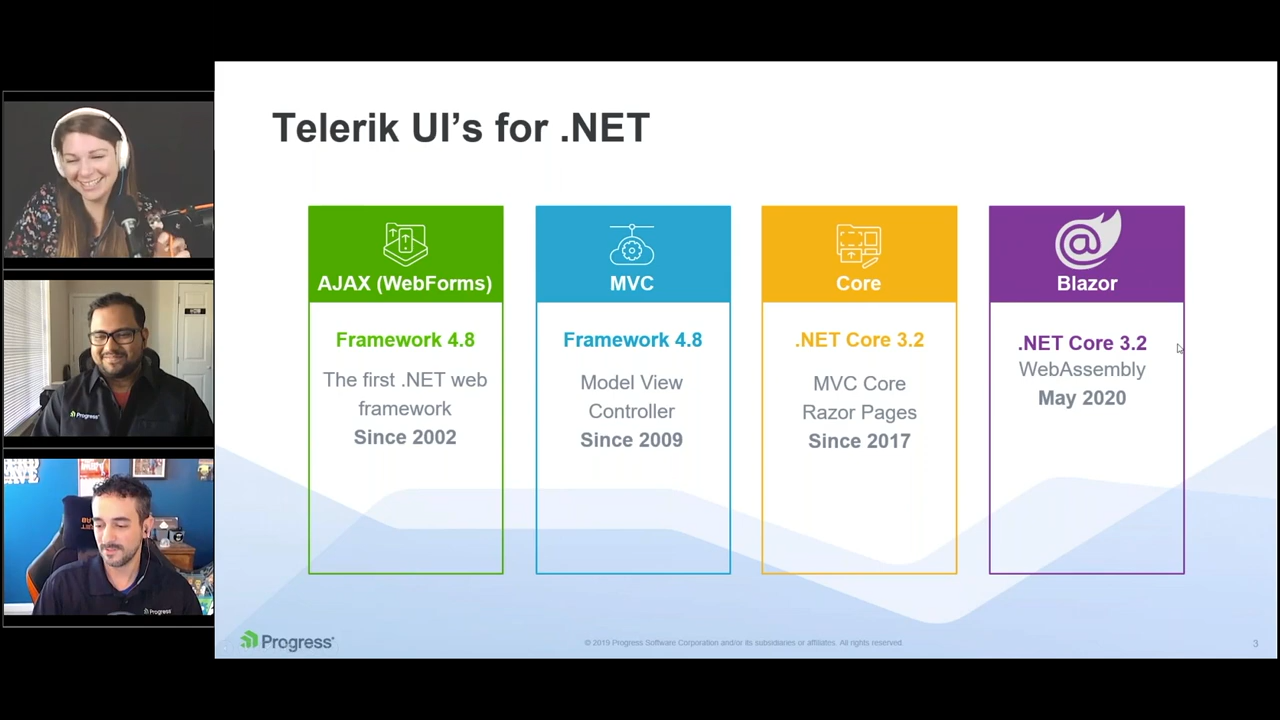 Telerik UI's for .NET
AJAX (WebForms)
Framework 4.8
The first .NET web
framework
Since 2002
MVC
Framework 4.8
Model View
Controller
Since 2009
Core
.NET Core 3.2
MVC Core
Razor Pages
Since 2017
@
Blazor
.NET Core 3.2
WebAssembly
May 2020
Progress
© 2019 Progress Software Corporation and/or its subsidiaries or affiliates. All rights reserved.
3
Progress
Progress